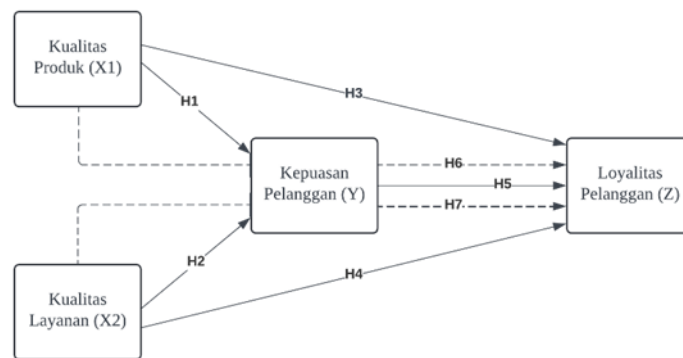 Kualitas
Produk (X1)
H1
H3
Kepuasan
Pelanggan (Y)
H6
H5
H7
Loyalitas
Pelanggan (Z)
H2
H4
Kualitas
Layanan (X2)